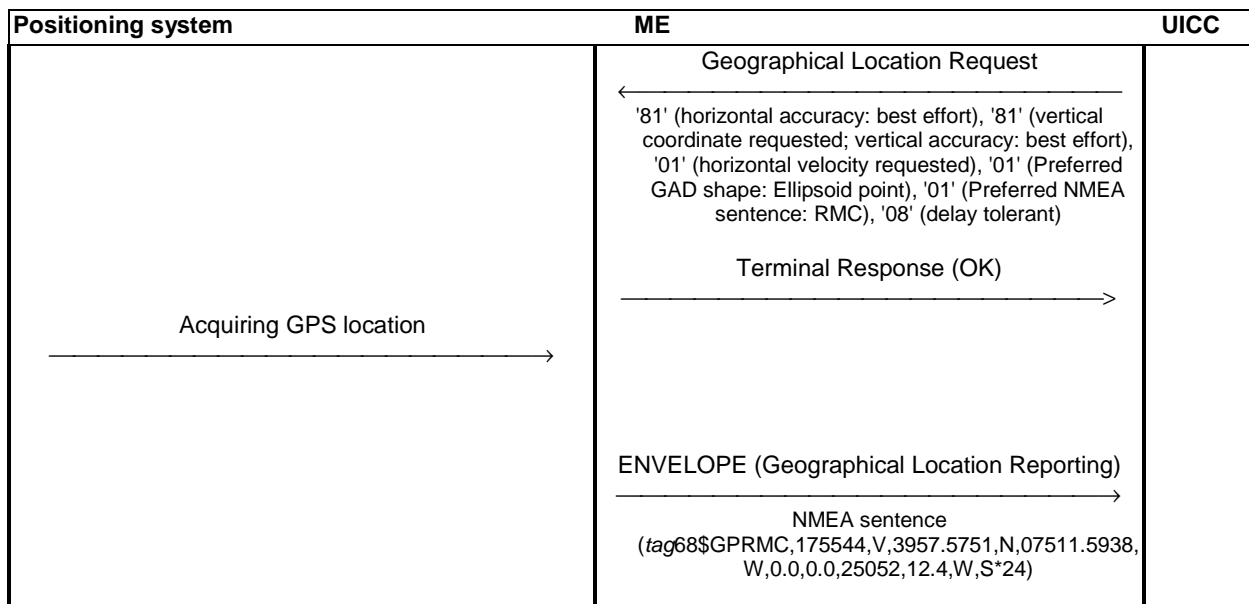 Positioning system ME UICC
Geographical Location Request
'81' (horizontal accuracy: best effort), '81' (vertical
coordinate requested; vertical accuracy: best effort),
'01' (horizontal velocity requested), '01' (Preferred
GAD shape: Ellipsoid point), '01' (Preferred NMEA
sentence: RMC), '08' (delay tolerant)
Terminal Response (OK)
Acquiring GPS location
ENVELOPE (Geographical Location Reporting)
NMEA sentence
(tag68$GPRMC,175544,V,3957.5751,N,07511.5938,
W,0.0,0.0,25052,12.4,W,S*24)